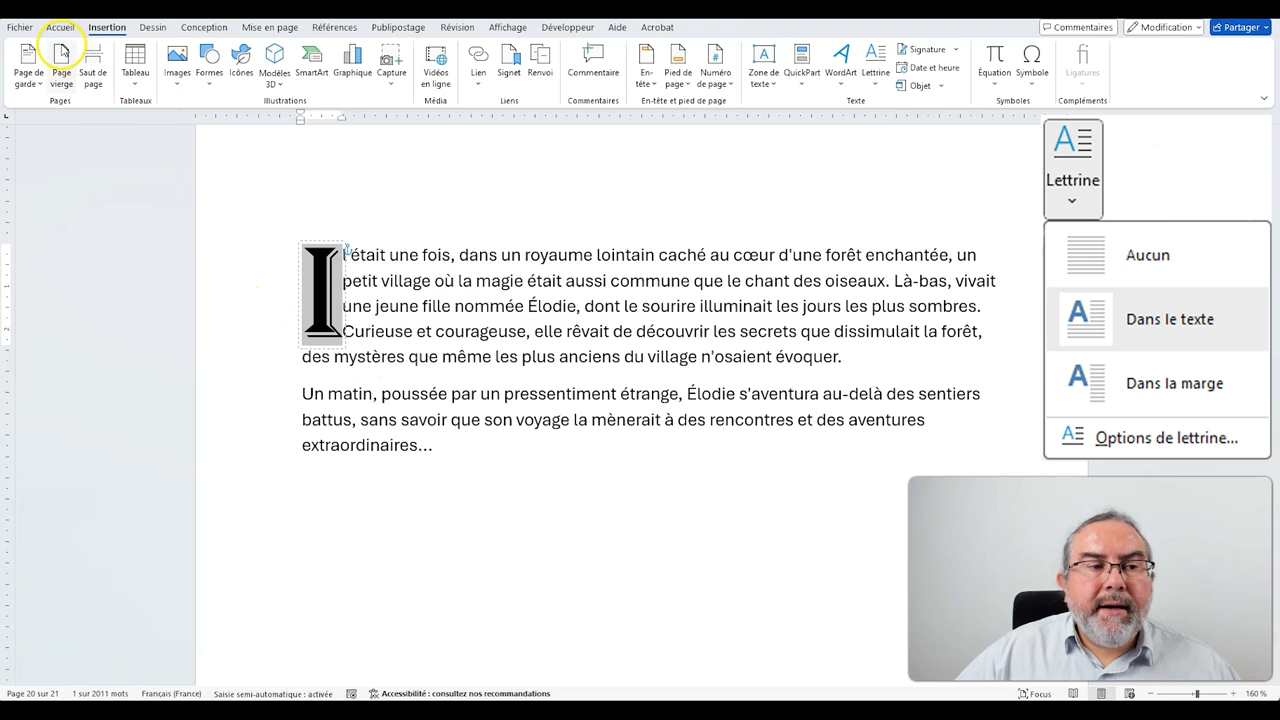 Fichier Accueil Insertion Dessin Conception Mise en page Références Publipostage Révision Affichage Développeur Aide Acrobat Commentaires Modification Partager
Page de garde
Page vierge
Saut de page
Pages
Tableau
Tableaux
Images
Formes
Icônes
Modèles 3D
SmartArt
Graphique
Capture
Illustrations
Vidéos en ligne
Média
Lien
Signet
Renvoi
Liens
Commentaire
Commentaires
En-tête
Pied de page
Numéro de page
En-tête et pied de page
Zone de texte
QuickPart
WordArt
Lettrine
Signature
Date et heure
Objet
Texte
Équation
Symbole
Symboles
Ligatures
Compléments
Il était une fois, dans un royaume lointain caché au cœur d'une forêt enchantée, un
petit village où la magie était aussi commune que le chant des oiseaux. Là-bas, vivait
une jeune fille nommée Élodie, dont le sourire illuminait les jours les plus sombres.
Curieuse et courageuse, elle rêvait de découvrir les secrets que dissimulait la forêt,
des mystères que même les plus anciens du village n'osaient évoquer.
Un matin, poussée par un pressentiment étrange, Élodie s'aventura au-delà des sentiers
battus, sans savoir que son voyage la mènerait à des rencontres et des aventures
extraordinaires...
Lettrine
Aucun
Dans le texte
Dans la marge
Options de lettrine...
Page 20 sur 21 1 sur 2011 mots Français (France) Saisie semi-automatique : activée Accessibilité : consultez nos recommandations Focus 160 %